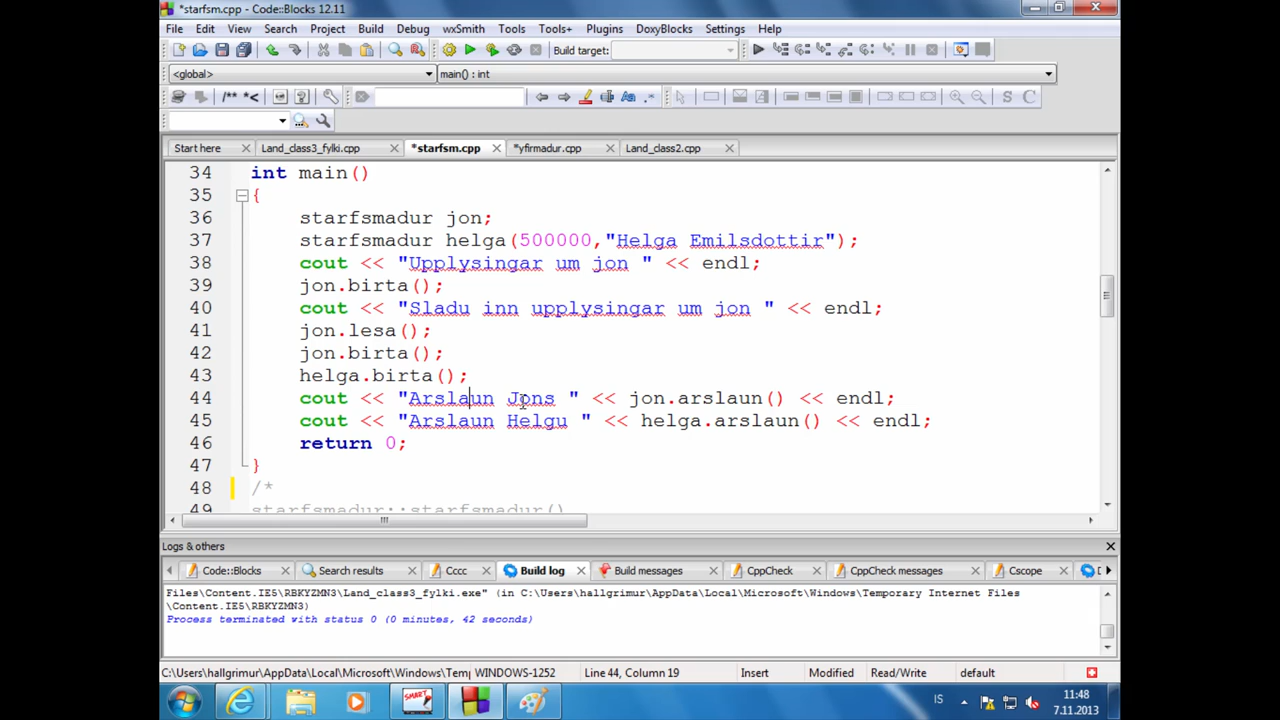 *starfsm.cpp - Code::Blocks 12.11
File Edit View Search Project Build Debug wxSmith Tools Tools+ Plugins DoxyBlocks Settings Help
Build target:
<global> main() : int
/** *<
S C
Start here Land_class3_fylki.cpp *starfsm.cpp *yfirmadur.cpp Land_class2.cpp
34 int main()
35 {
36 starfsmadur jon;
37 starfsmadur helga(500000,"Helga Emilsdottir");
38 cout << "Upplysingar um jon " << endl;
39 jon.birta();
40 cout << "Sladu inn upplysingar um jon " << endl;
41 jon.lesa();
42 jon.birta();
43 helga.birta();
44 cout << "Arslaun Jons " << jon.arslaun() << endl;
45 cout << "Arslaun Helgu " << helga.arslaun() << endl;
46 return 0;
47 }
48 /*
49 starfsmadur::starfsmadur()
Logs & others
Code::Blocks Search results Cccc Build log Build messages CppCheck CppCheck messages Cscope D
Files\Content.IE5\RBKYZMN3\Land_class3_fylki.exe" (in C:\Users\hallgrimur\AppData\Local\Microsoft\Windows\Temporary Internet Files
\Content.IE5\RBKYZMN3)
Process terminated with status 0 (0 minutes, 42 seconds)
C:\Users\hallgrimur\AppData\Local\Microsoft\Windows\Temp WINDOWS-1252 Line 44, Column 19 Insert Modified Read/Write default
SMART IS 11:48
7.11.2013